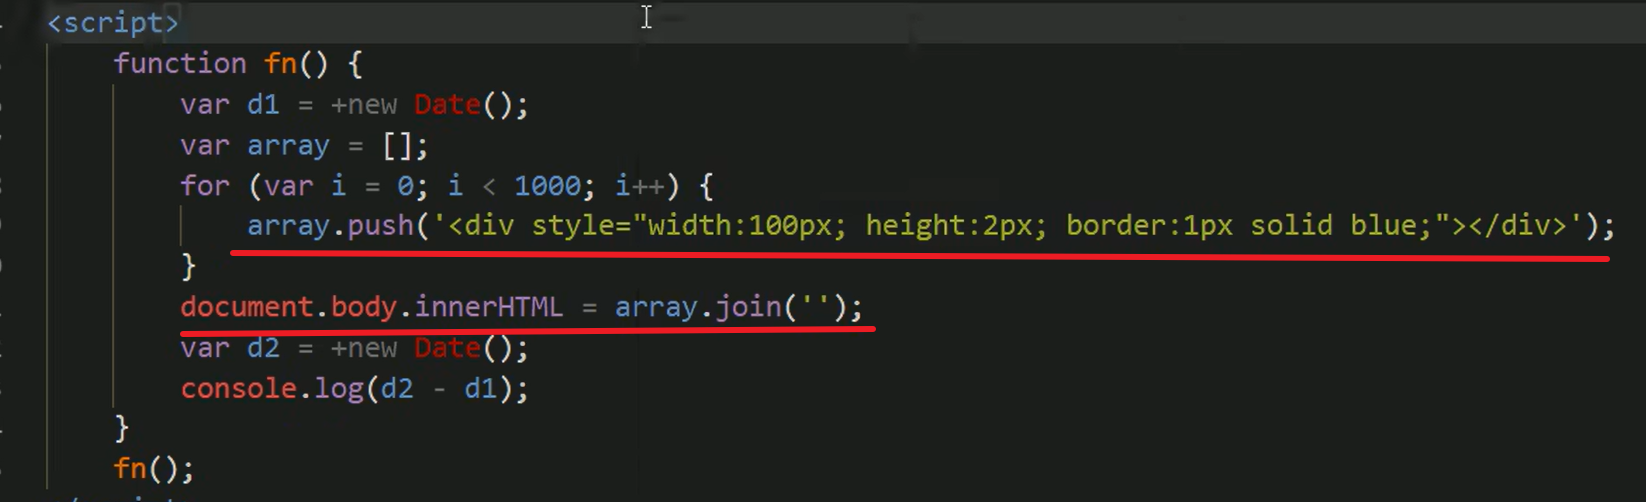 <script>
function fn() {
var d1 = +new Date();
var array = [];
for (var i = 0; i < 1000; i++) {
array.push('<div style="width:100px; height:2px; border:1px solid blue;"></div>');
}
document.body.innerHTML = array.join('');
var d2 = +new Date();
console.log(d2 - d1);
}
fn();